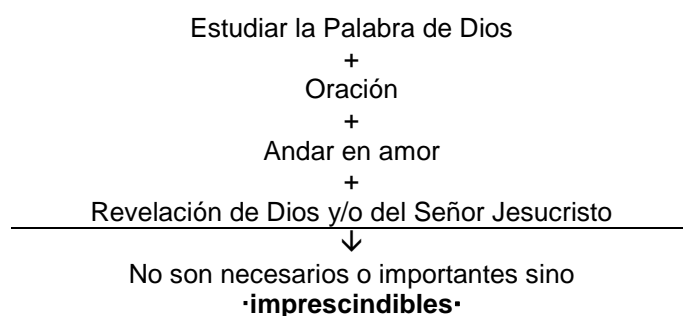 Estudiar la Palabra de Dios
+
Oración
+
Andar en amor
+
Revelación de Dios y/o del Señor Jesucristo
↓
No son necesarios o importantes sino
·imprescindibles·